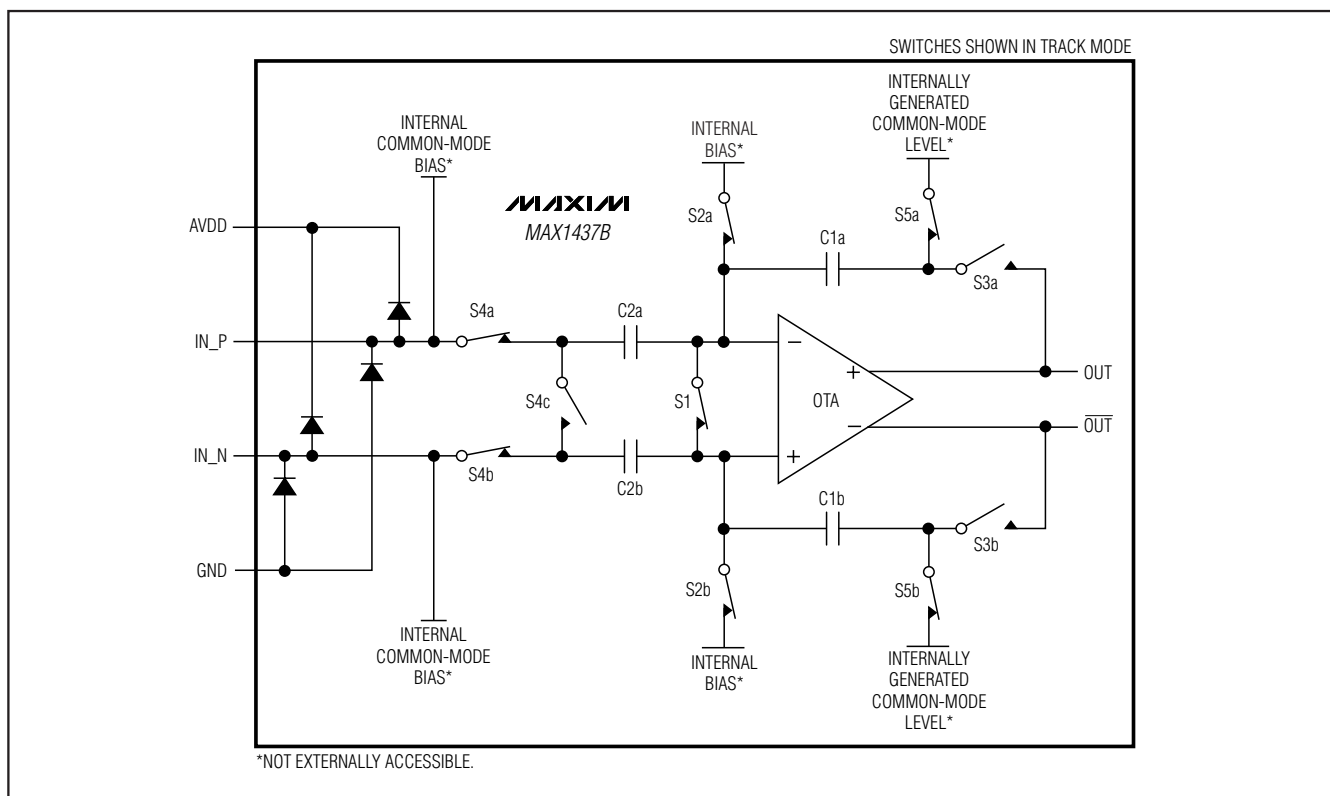 SWITCHES SHOWN IN TRACK MODE
INTERNALLY
GENERATED
COMMON-MODE
LEVEL*
INTERNAL
COMMON-MODE
BIAS*
INTERNAL
BIAS*
MAXIM
MAX1437B
AVDD
S2a
S5a
C1a
S3a
S4a
C2a
IN_P
OUT
S4c
S1
OTA
−
+
−
+
OUT
IN_N
S4b
C2b
C1b
S3b
GND
S2b
S5b
INTERNAL
COMMON-MODE
BIAS*
INTERNAL
BIAS*
INTERNALLY
GENERATED
COMMON-MODE
LEVEL*
*NOT EXTERNALLY ACCESSIBLE.